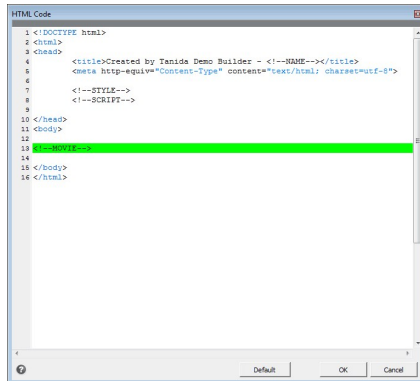 HTML Code
1 <!DOCTYPE html>
2 <html>
3 <head>
4 <title>Created by Tanida Demo Builder - <!--NAME--></title>
5 <meta http-equiv="Content-Type" content="text/html; charset=utf-8">
6
7 <!--STYLE-->
8 <!--SCRIPT-->
9
10 </head>
11 <body>
12
13 <!--MOVIE-->
14
15 </body>
16 </html>
? Default OK Cancel